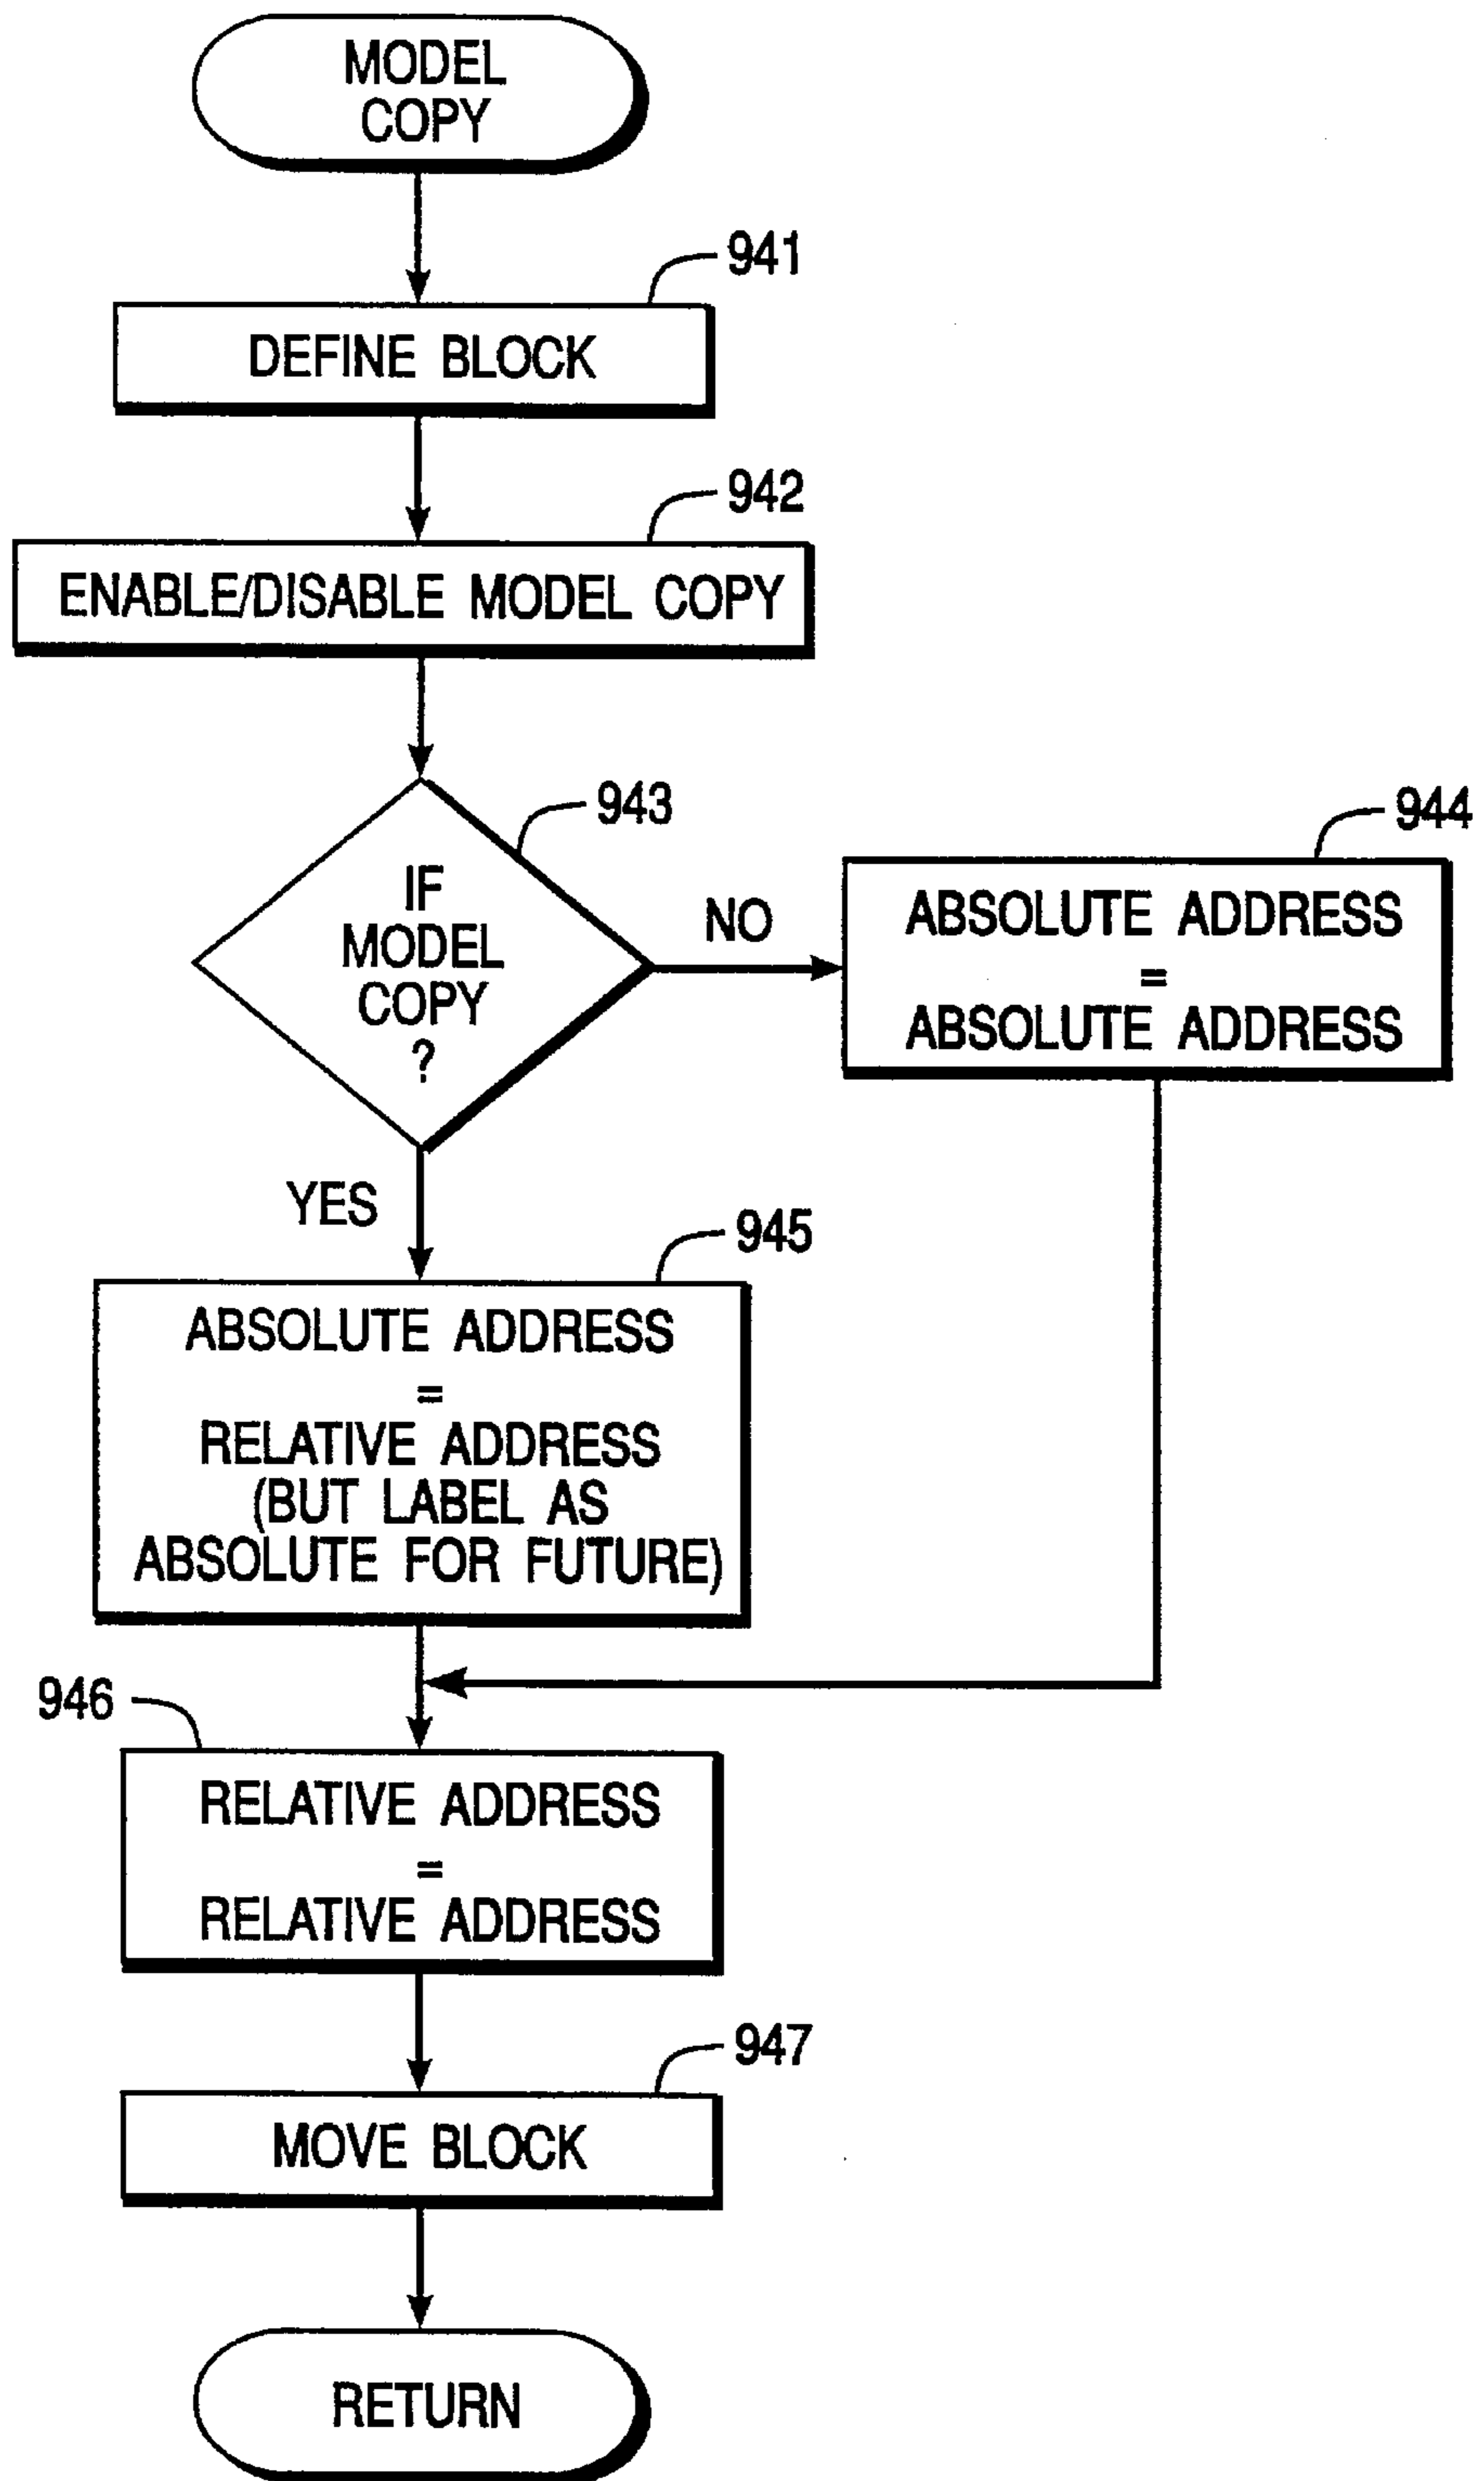 MODEL
COPY
941
DEFINE BLOCK
942
ENABLE/DISABLE MODEL COPY
943
IF
MODEL
COPY
?
NO
944
ABSOLUTE ADDRESS
=
ABSOLUTE ADDRESS
YES
945
ABSOLUTE ADDRESS
=
RELATIVE ADDRESS
(BUT LABEL AS
ABSOLUTE FOR FUTURE)
946
RELATIVE ADDRESS
=
RELATIVE ADDRESS
947
MOVE BLOCK
RETURN